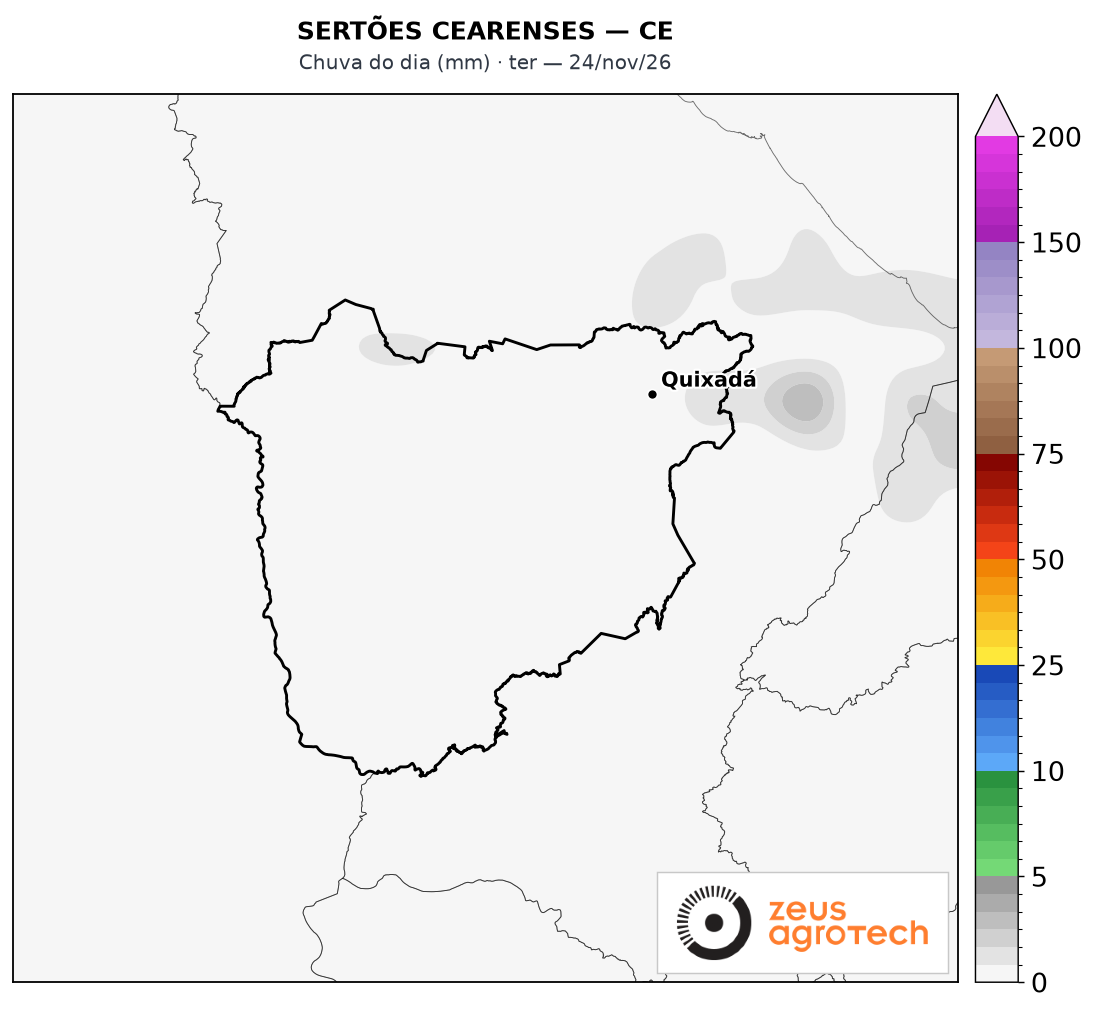 SERTÕES CEARENSES — CE
Chuva do dia (mm) · ter — 24/nov/26
200
150
100
75
50
25
10
5
0
Quixadá
zeus
agrotech